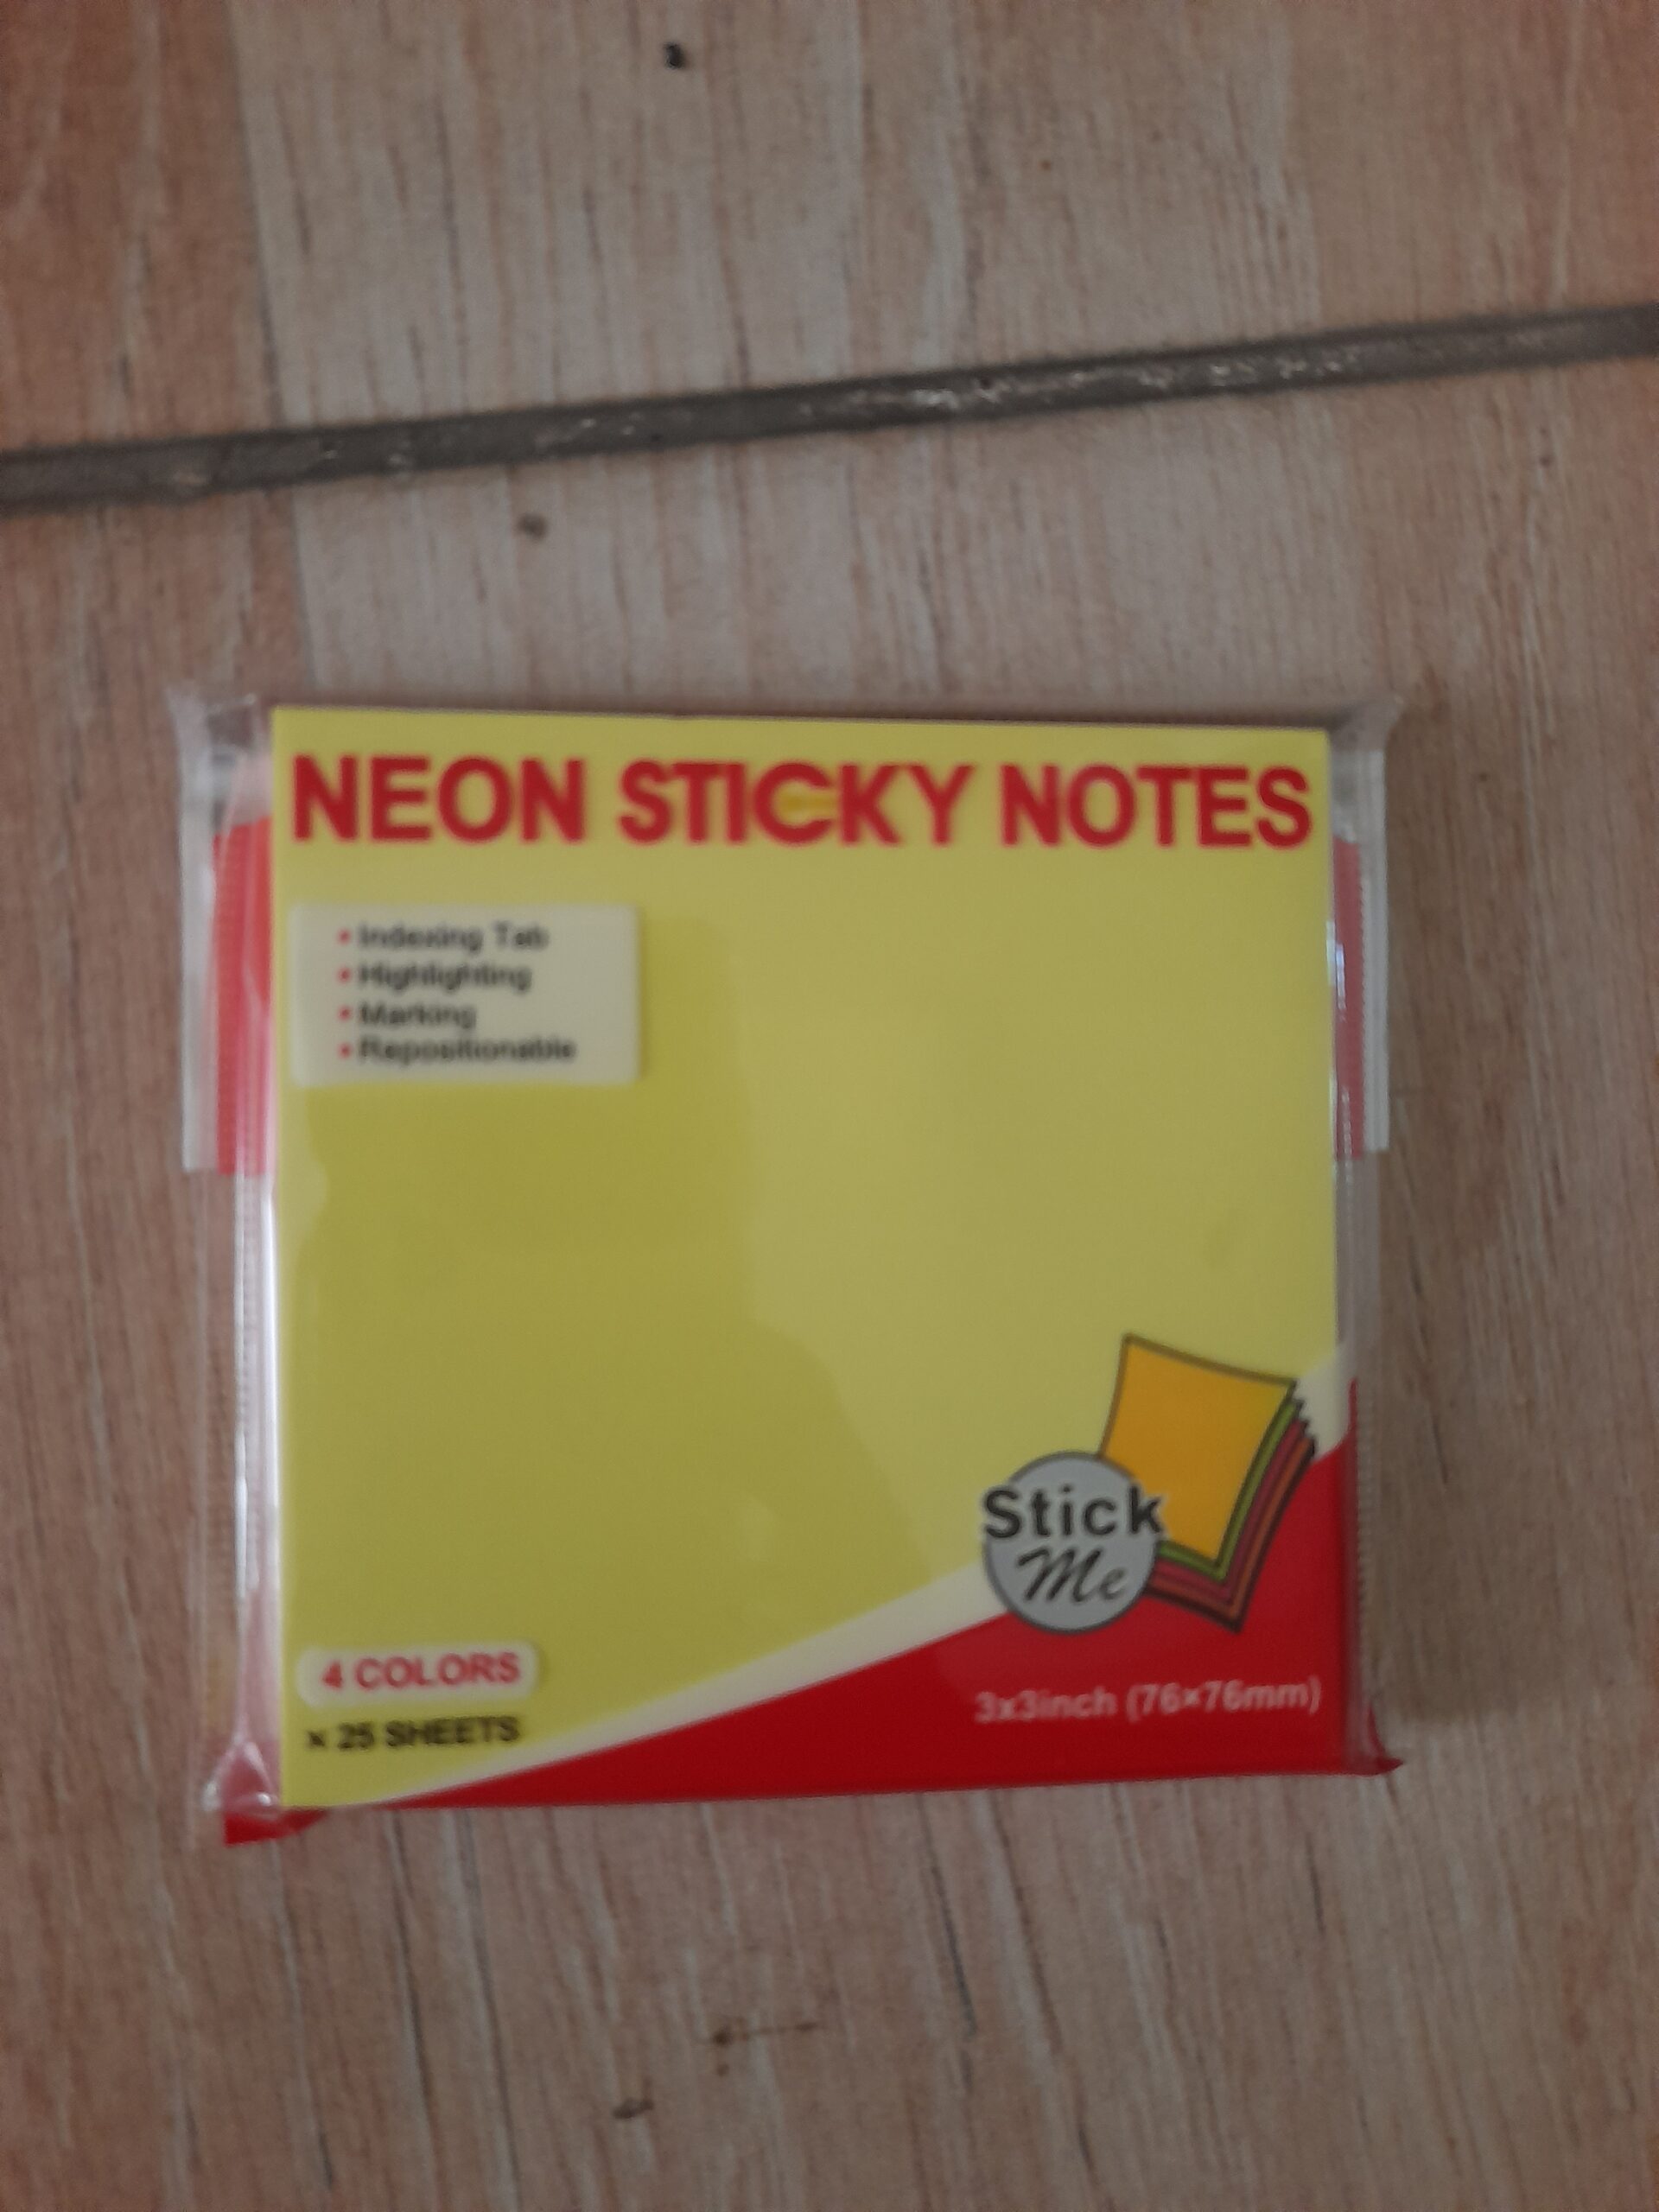 NEON STICKY NOTES
• Indexing Tab
• Highlighting
• Marking
• Repositionable
Stick
Me
4 COLORS
× 25 SHEETS
3x3inch (76×76mm)